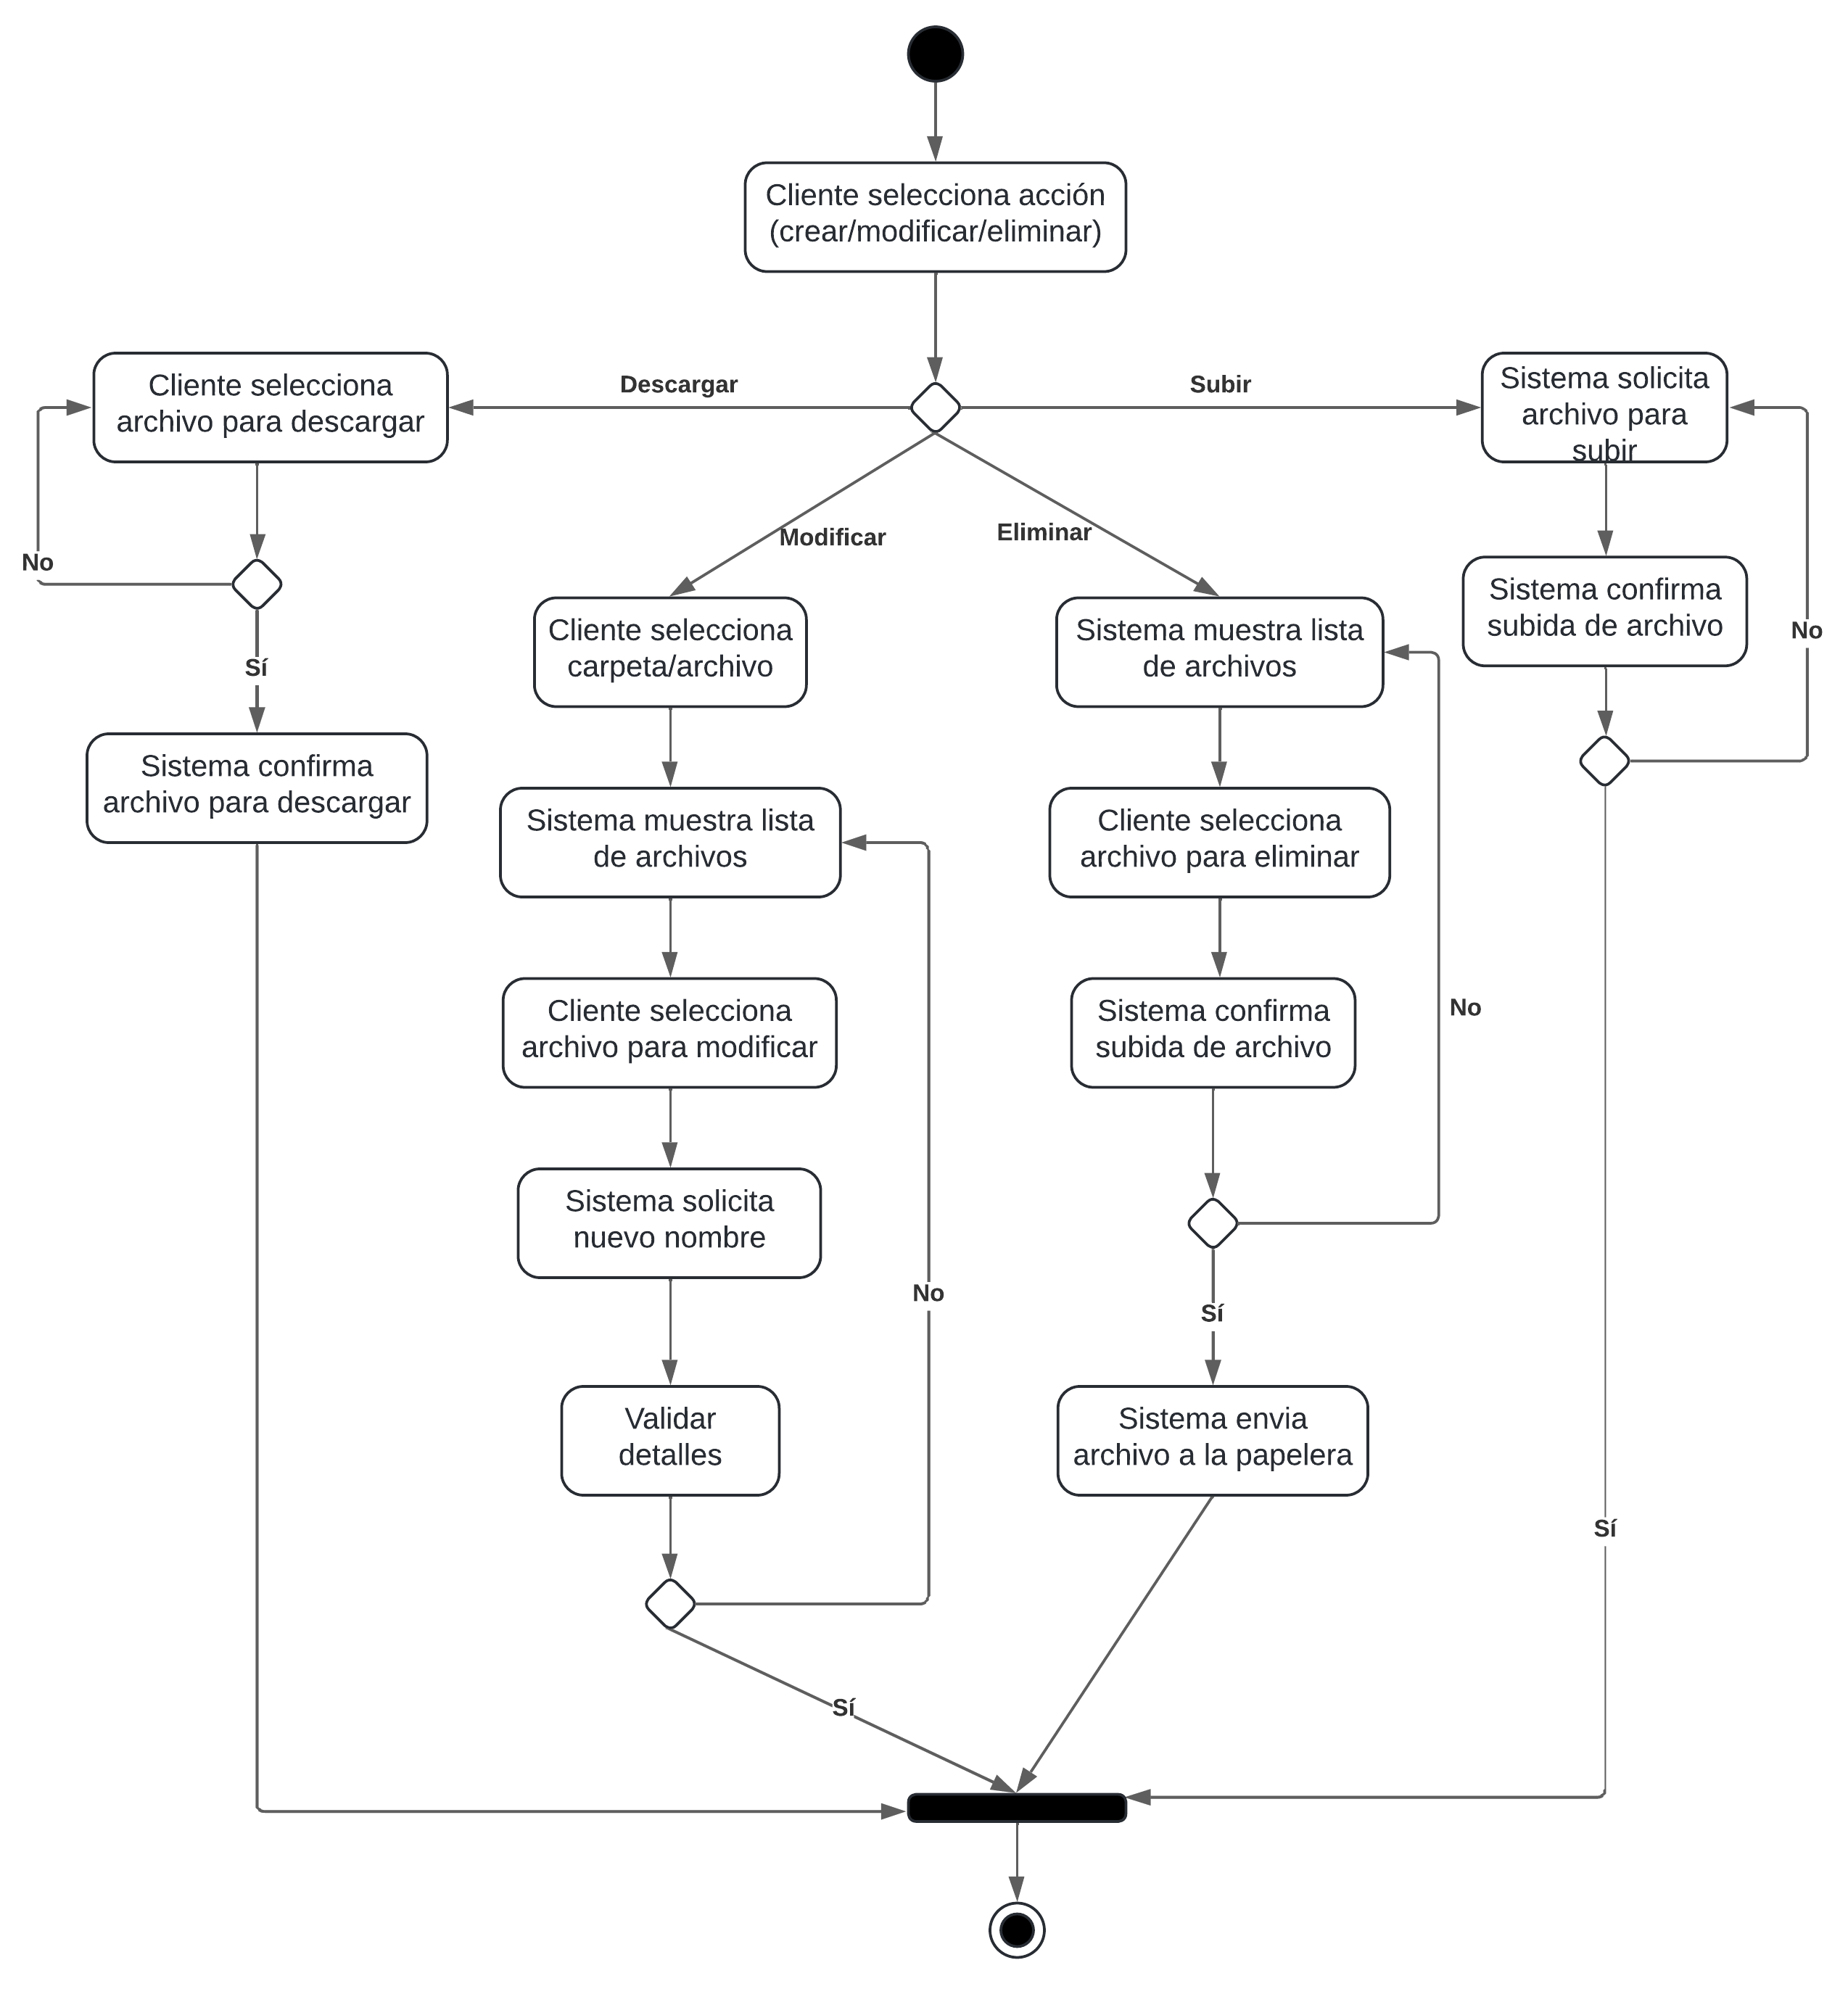 Cliente selecciona acción
(crear/modificar/eliminar)
Descargar
Subir
Cliente selecciona
archivo para descargar
Sistema solicita
archivo para
subir
Modificar
Eliminar
No
Sí
Sistema confirma
archivo para descargar
Cliente selecciona
carpeta/archivo
Sistema muestra lista
de archivos
Cliente selecciona
archivo para modificar
Sistema solicita
nuevo nombre
Validar
detalles
No
Sí
Sistema muestra lista
de archivos
Cliente selecciona
archivo para eliminar
Sistema confirma
subida de archivo
No
Sí
Sistema envia
archivo a la papelera
Sistema confirma
subida de archivo
No
Sí